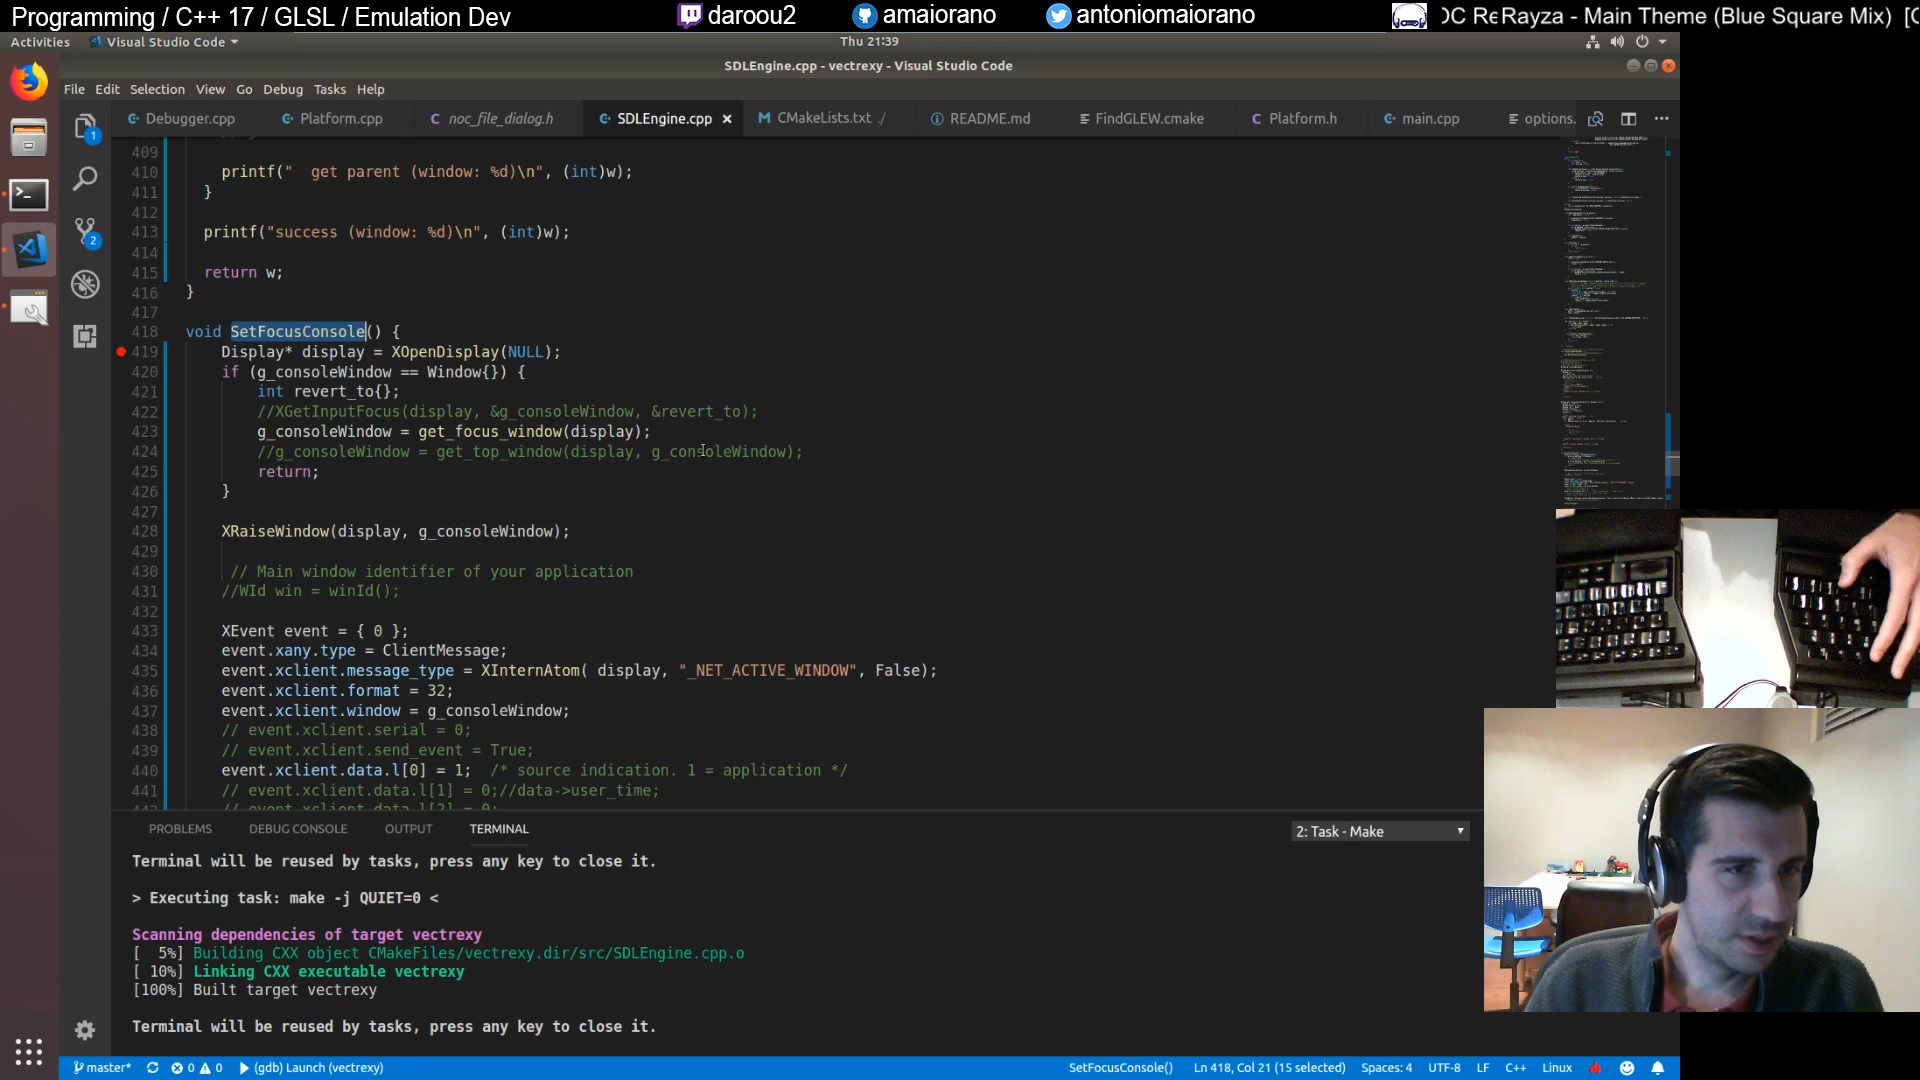 Programming / C++ 17 / GLSL / Emulation Dev
daroou2
amaiorano
antoniomaiorano
Rayza - Main Theme (Blue Square Mix)
Activities
Visual Studio Code
Thu 21:39
SDLEngine.cpp - vectrexy - Visual Studio Code
File Edit Selection View Go Debug Tasks Help
Debugger.cpp
Platform.cpp
noc_file_dialog.h
SDLEngine.cpp
CMakeLists.txt ./
README.md
FindGLEW.cmake
Platform.h
main.cpp
options.
409
410 printf("  get parent (window: %d)\n", (int)w);
411 }
412
413 printf("success (window: %d)\n", (int)w);
414
415 return w;
416 }
417
418 void SetFocusConsole() {
419 Display* display = XOpenDisplay(NULL);
420 if (g_consoleWindow == Window{}) {
421 int revert_to{};
422 //XGetInputFocus(display, &g_consoleWindow, &revert_to);
423 g_consoleWindow = get_focus_window(display);
424 //g_consoleWindow = get_top_window(display, g_consoleWindow);
425 return;
426 }
427
428 XRaiseWindow(display, g_consoleWindow);
429
430 // Main window identifier of your application
431 //WId win = winId();
432
433 XEvent event = { 0 };
434 event.xany.type = ClientMessage;
435 event.xclient.message_type = XInternAtom( display, "_NET_ACTIVE_WINDOW", False);
436 event.xclient.format = 32;
437 event.xclient.window = g_consoleWindow;
438 // event.xclient.serial = 0;
439 // event.xclient.send_event = True;
440 event.xclient.data.l[0] = 1; /* source indication. 1 = application */
441 // event.xclient.data.l[1] = 0;//data->user_time;
1
2
PROBLEMS DEBUG CONSOLE OUTPUT TERMINAL
2: Task - Make
Terminal will be reused by tasks, press any key to close it.
> Executing task: make -j QUIET=0 <
Scanning dependencies of target vectrexy
[  5%] Building CXX object CMakeFiles/vectrexy.dir/src/SDLEngine.cpp.o
[ 10%] Linking CXX executable vectrexy
[100%] Built target vectrexy
Terminal will be reused by tasks, press any key to close it.
master* 0 0 (gdb) Launch (vectrexy)
SetFocusConsole() Ln 418, Col 21 (15 selected) Spaces: 4 UTF-8 LF C++ Linux